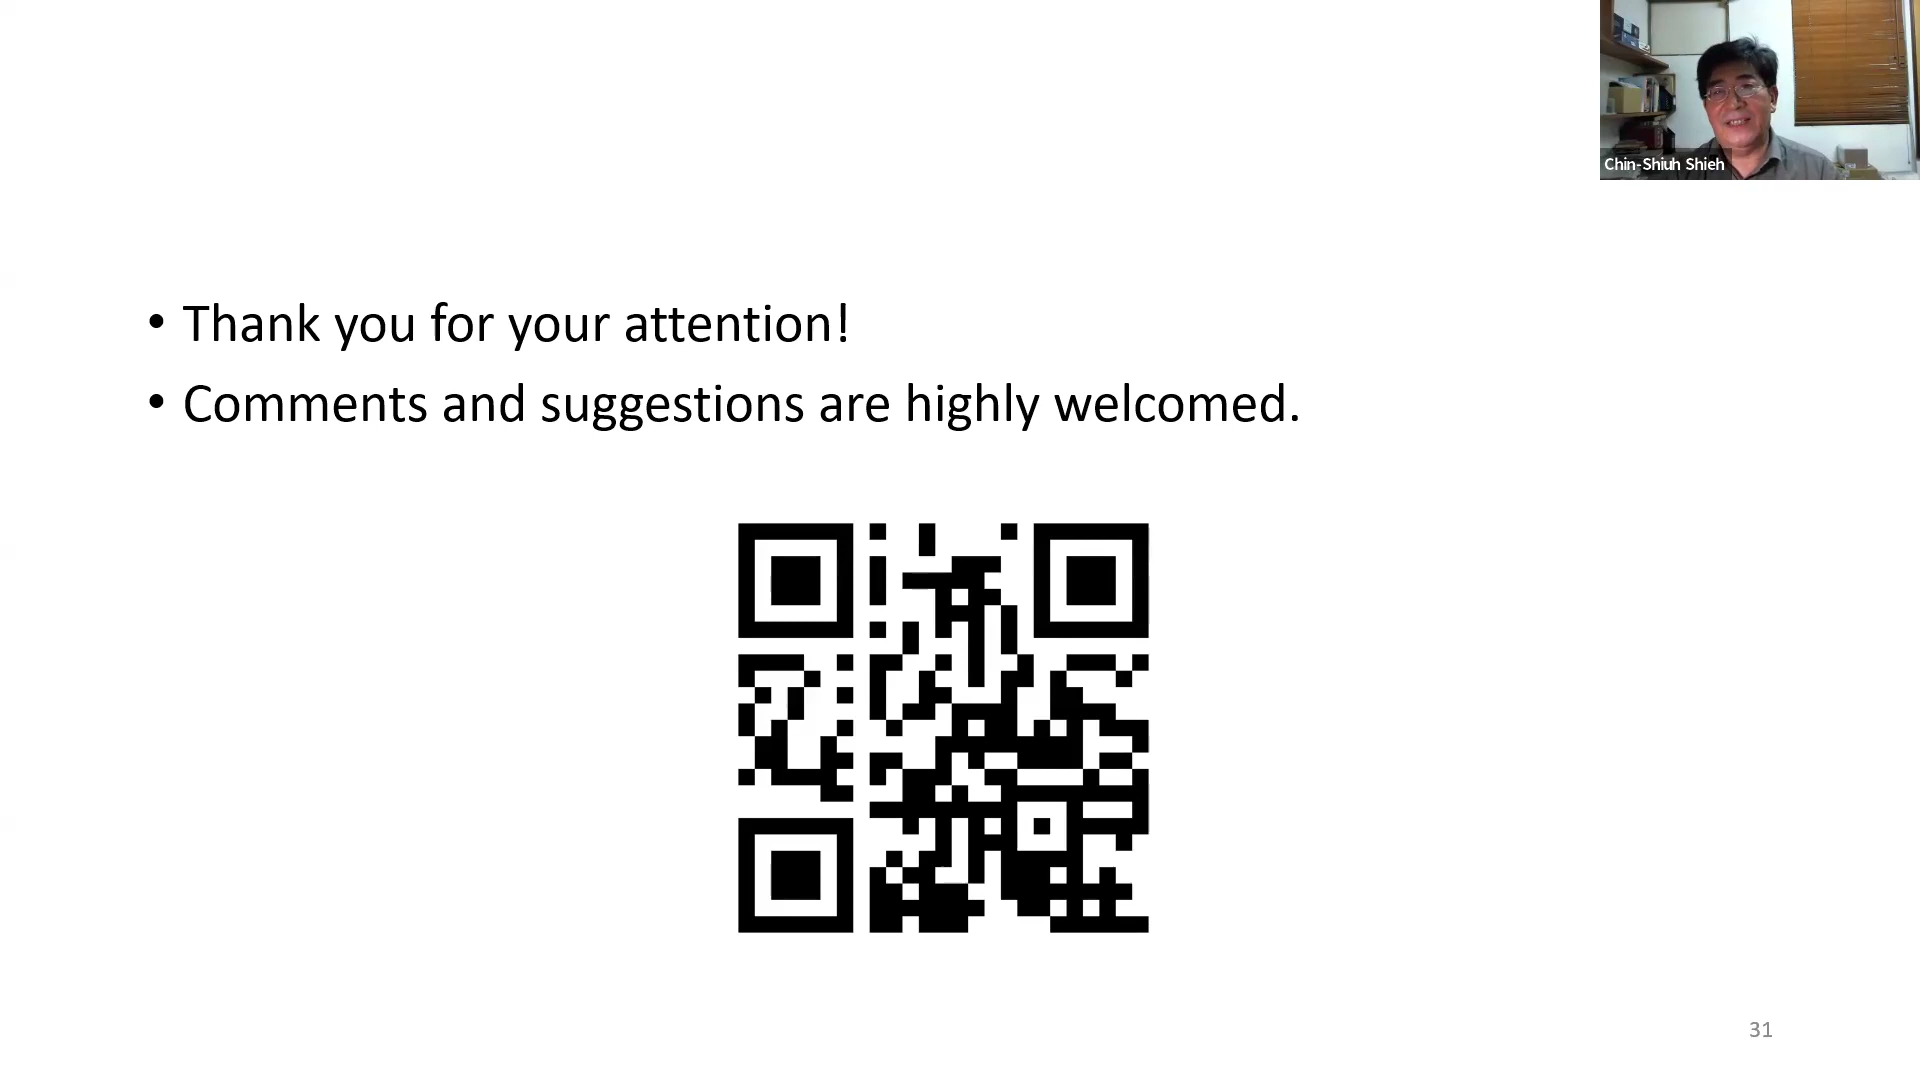 Chin-Shiuh Shieh
• Thank you for your attention!
• Comments and suggestions are highly welcomed.
31